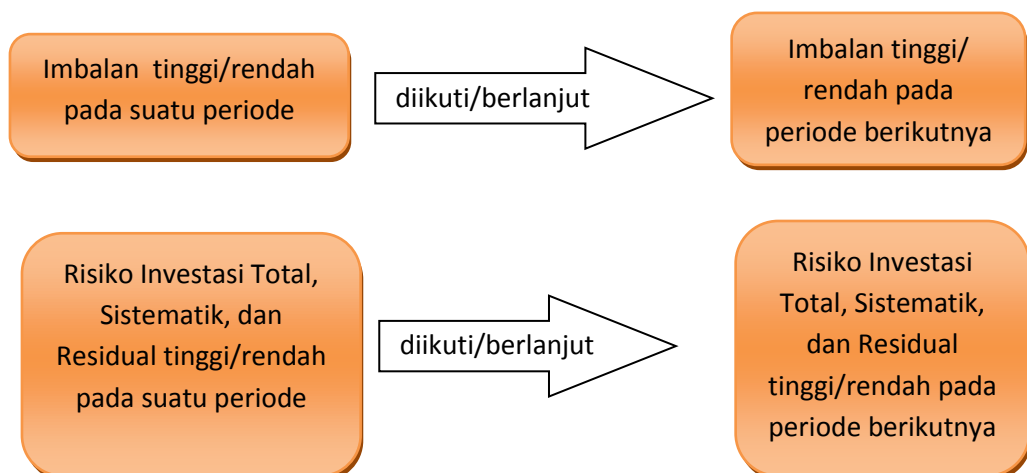 Imbalan tinggi/rendah
pada suatu periode
diikuti/berlanjut
Imbalan tinggi/
rendah pada
periode berikutnya
Risiko Investasi Total,
Sistematik, dan
Residual tinggi/rendah
pada suatu periode
diikuti/berlanjut
Risiko Investasi
Total, Sistematik,
dan Residual
tinggi/rendah pada
periode berikutnya